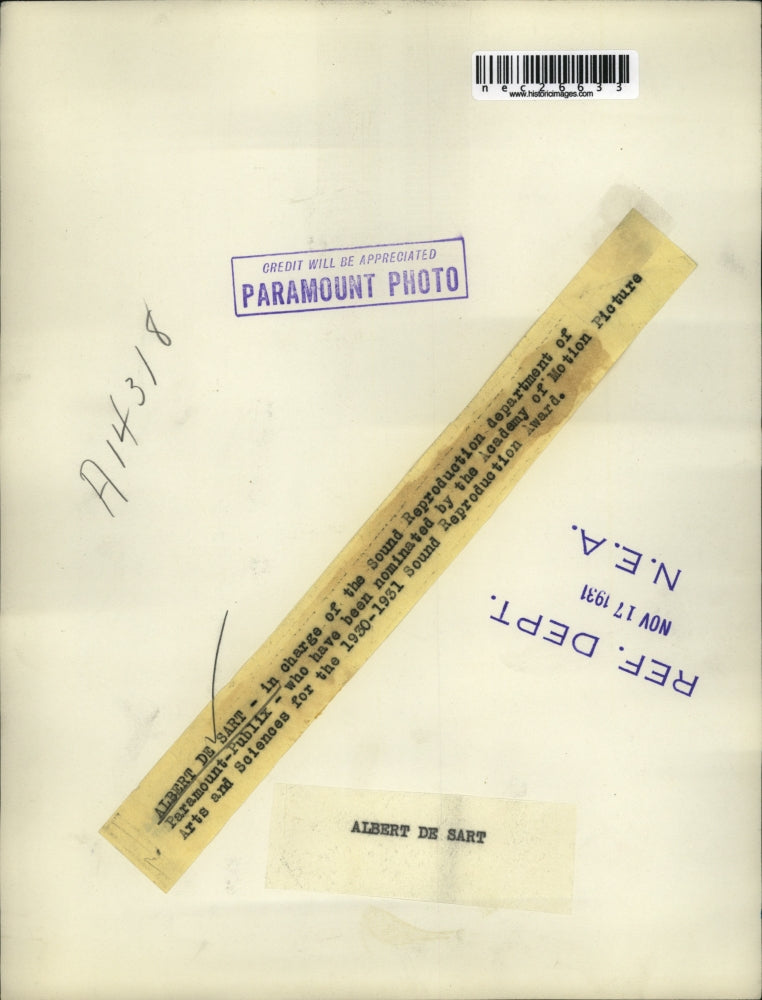 nec26633
www.historicimages.com
CREDIT WILL BE APPRECIATED
PARAMOUNT PHOTO
A14318
ALBERT DE SART - in charge of the Sound Reproduction department of
Paramount-Publix - who have been nominated by the Academy of Motion Picture
Arts and Sciences for the 1930-1931 Sound Reproduction Award.
REF. DEPT.
NOV 17 1931
N.E.A.
ALBERT DE SART